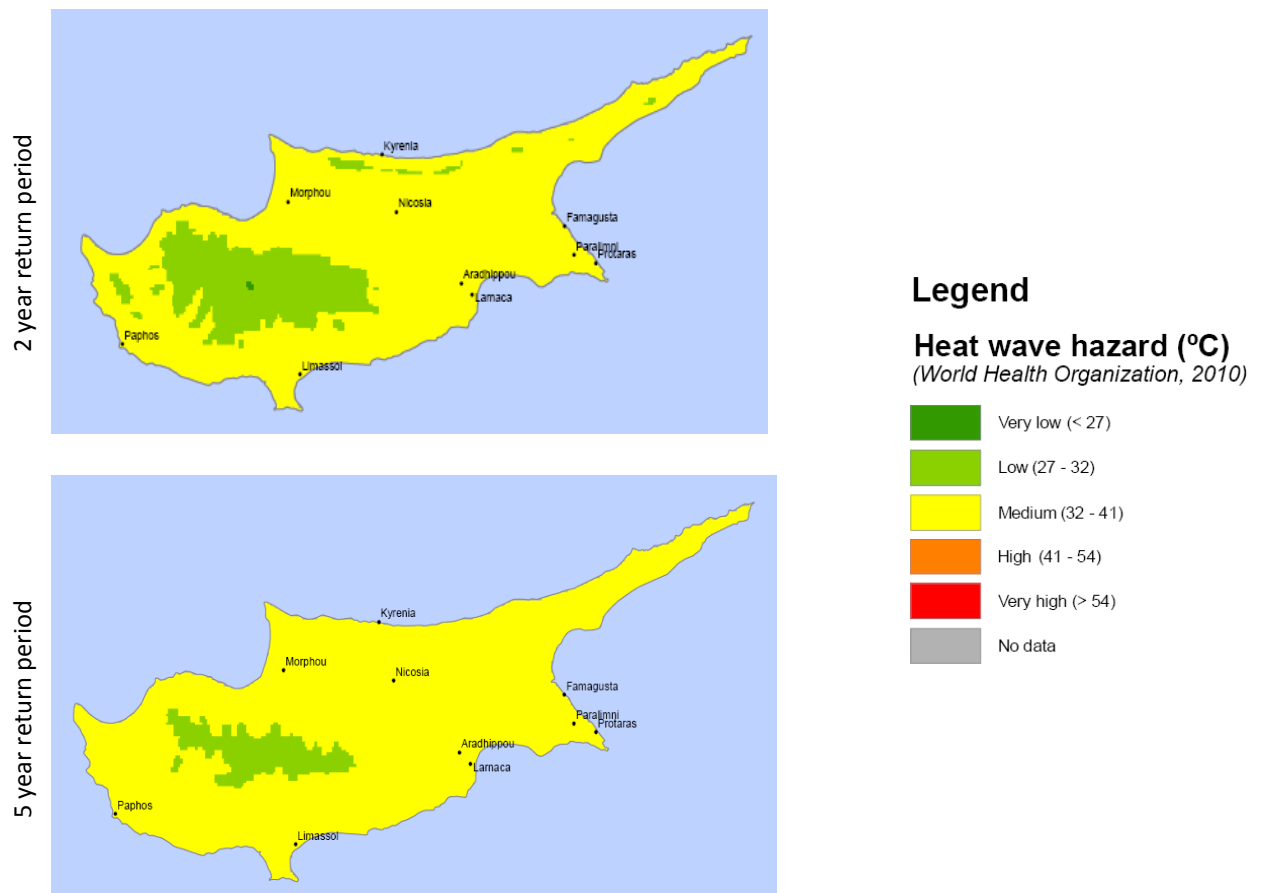 2 year return period
Kyrenia
Morphou
Nicosia
Famagusta
Paralimni
Protaras
Aradhippou
Larnaca
Paphos
Limassol
Legend
Heat wave hazard (ºC)
(World Health Organization, 2010)
Very low (< 27)
Low (27 - 32)
Medium (32 - 41)
High (41 - 54)
Very high (> 54)
No data
5 year return period
Kyrenia
Morphou
Nicosia
Famagusta
Paralimni
Protaras
Aradhippou
Larnaca
Paphos
Limassol